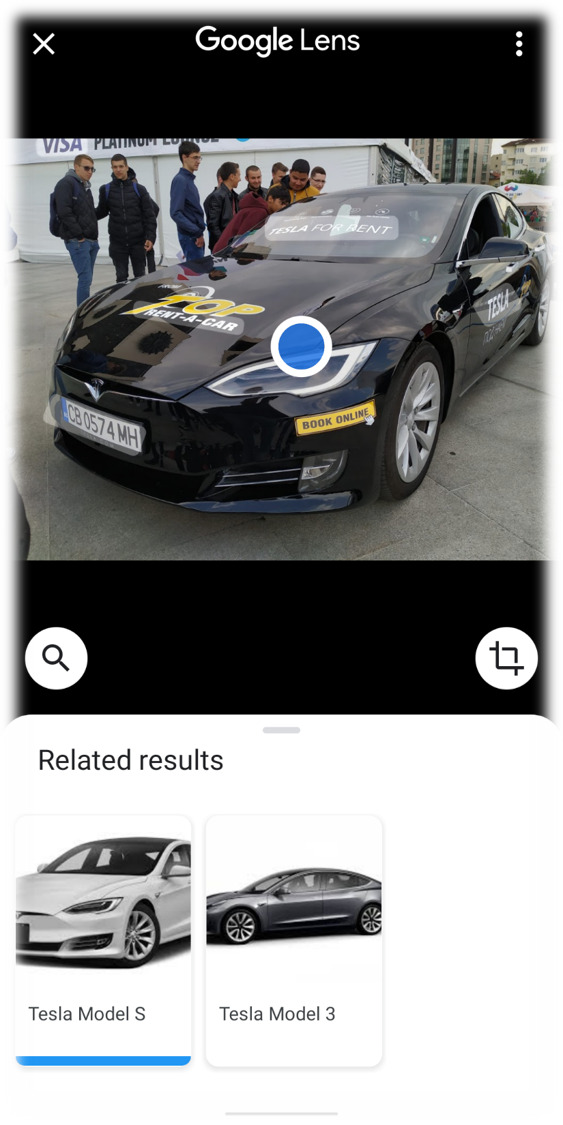 Google Lens
VISA PLATINUM LOUNGE
TESLA FOR RENT
TOP
RENT-A-CAR
TESLA
CB 0574 MH
BOOK ONLINE
Related results
Tesla Model S
Tesla Model 3